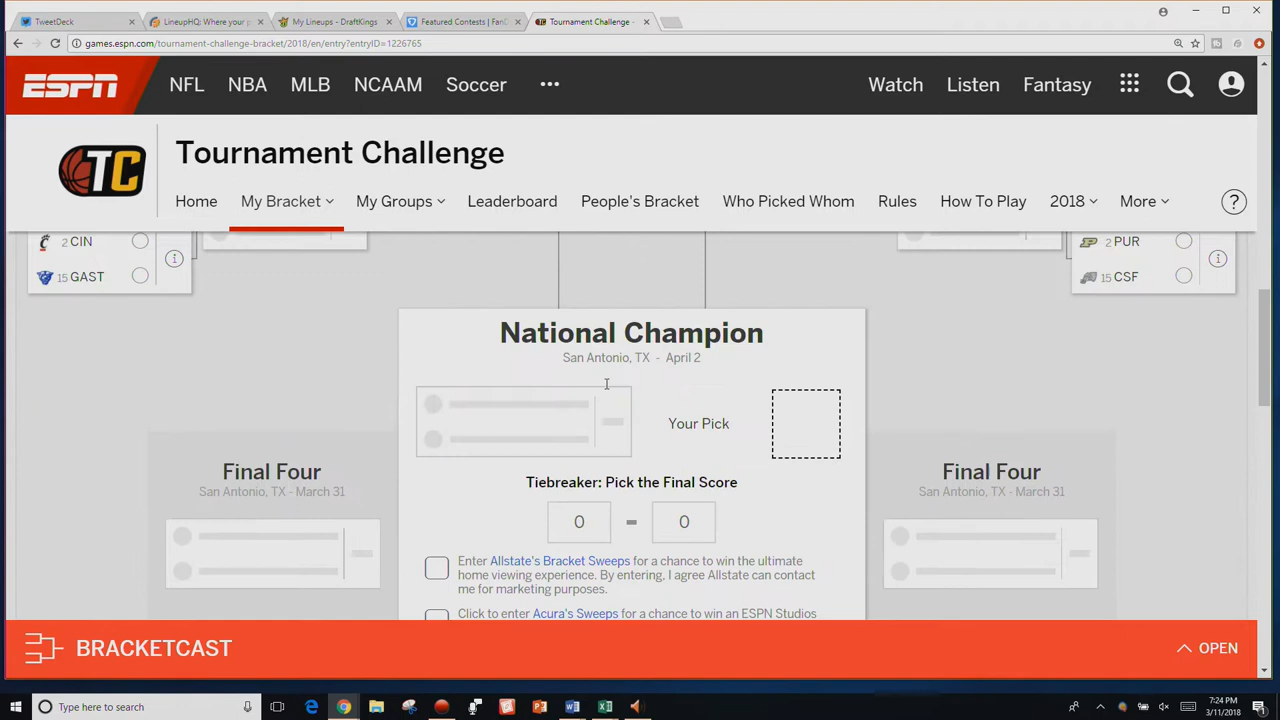 TweetDeck
LineupHQ: Where your p
My Lineups - DraftKings
Featured Contests | FanD
Tournament Challenge -
games.espn.com/tournament-challenge-bracket/2018/en/entry?entryID=1226765
ESPN NFL NBA MLB NCAAM Soccer ••• Watch Listen Fantasy
TC
Tournament Challenge
Home My Bracket My Groups Leaderboard People's Bracket Who Picked Whom Rules How To Play 2018 More ?
2 CIN
15 GAST
2 PUR
15 CSF
National Champion
San Antonio, TX - April 2
Your Pick
Tiebreaker: Pick the Final Score
0 - 0
Final Four
San Antonio, TX - March 31
Final Four
San Antonio, TX - March 31
Enter Allstate's Bracket Sweeps for a chance to win the ultimate
home viewing experience. By entering, I agree Allstate can contact
me for marketing purposes.
Click to enter Acura's Sweeps for a chance to win an ESPN Studios
BRACKETCAST
OPEN
Type here to search
7:24 PM
3/11/2018